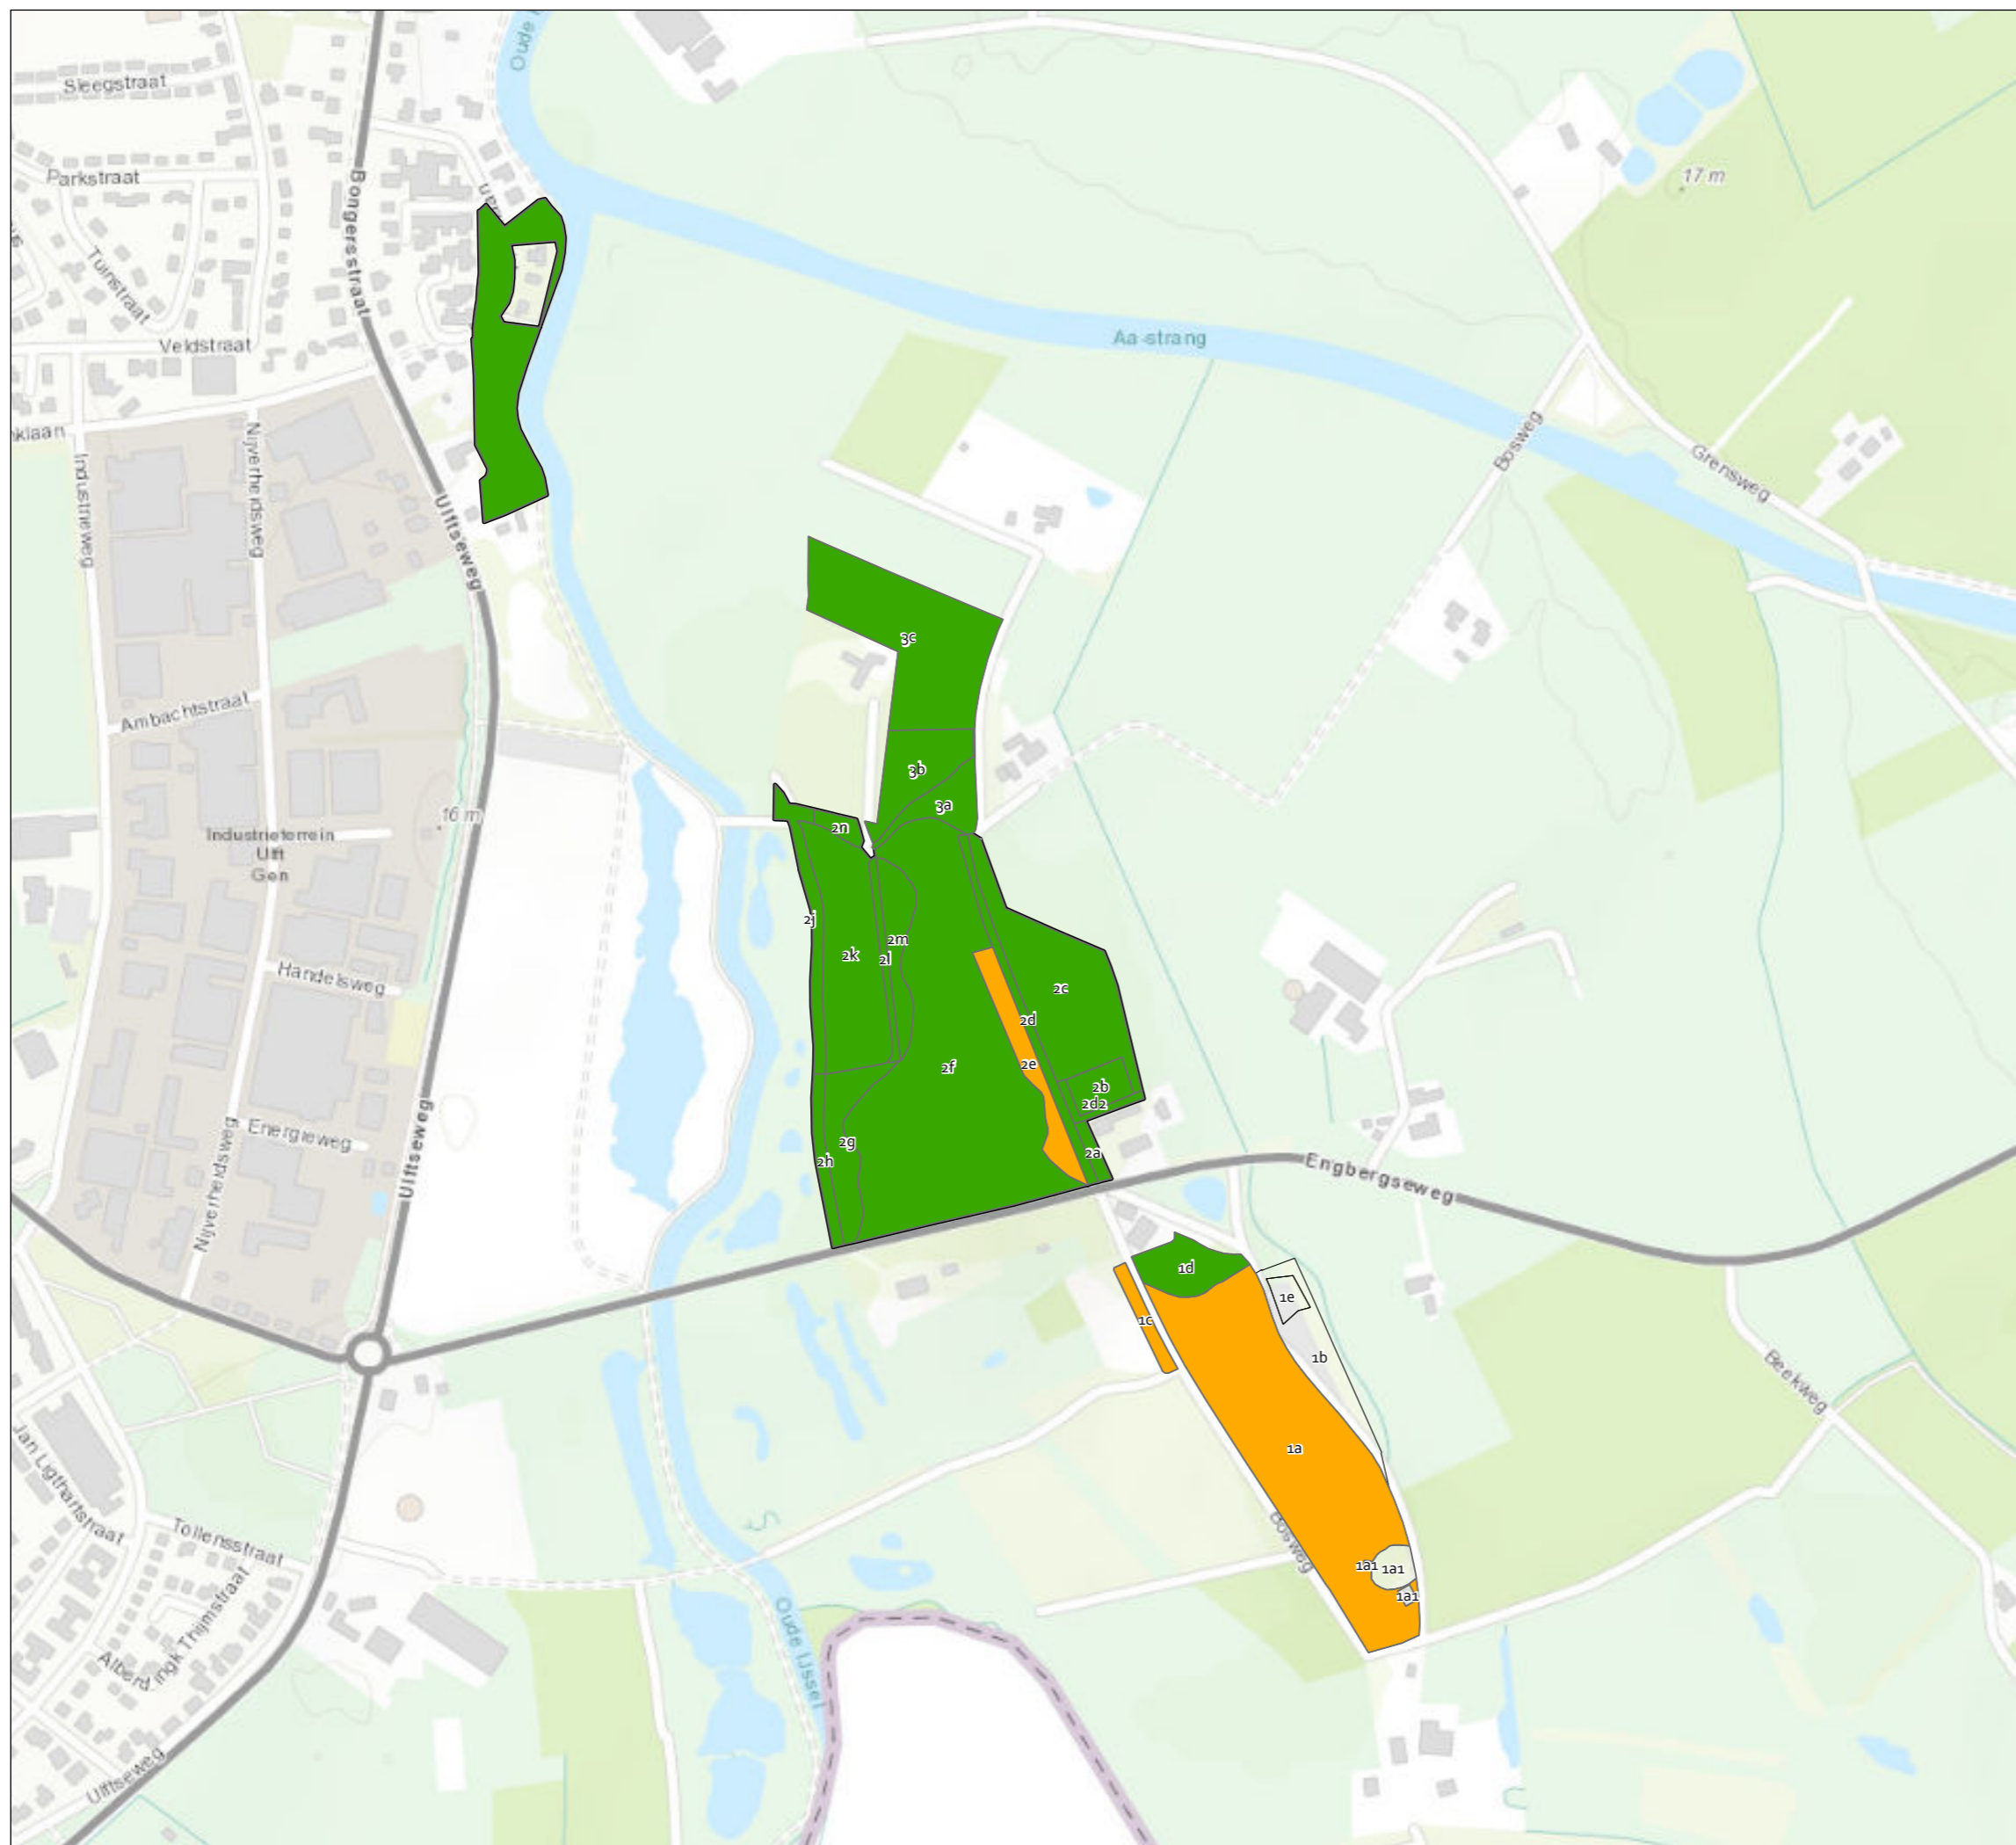 Oude
Sleegstraat
Parkstraat
17 m
Bongersstraat
Tuinstraat
Veldstraat
Aa-strang
klaan
Nijverheidsweg
Industrieweg
Bosweg
Grensweg
Ulftseweg
3c
Ambachtstraat
3b
3a
16 m
2n
Industrieterrein
Ulft
Gen
2j
2m
2k
2l
Handelsweg
2c
2d
2e
2f
2b
2d2
Energieweg
Nijverheidsweg
Ulftseweg
2g
2h
2a
Engbergseweg
1d
1e
1c
1b
Beekweg
1a
Jan Ligthartstraat
Tollensstraat
Bosweg
1a1
1a1
1a1
Alberdingk Thijmstraat
Oude IJssel
Ulftseweg